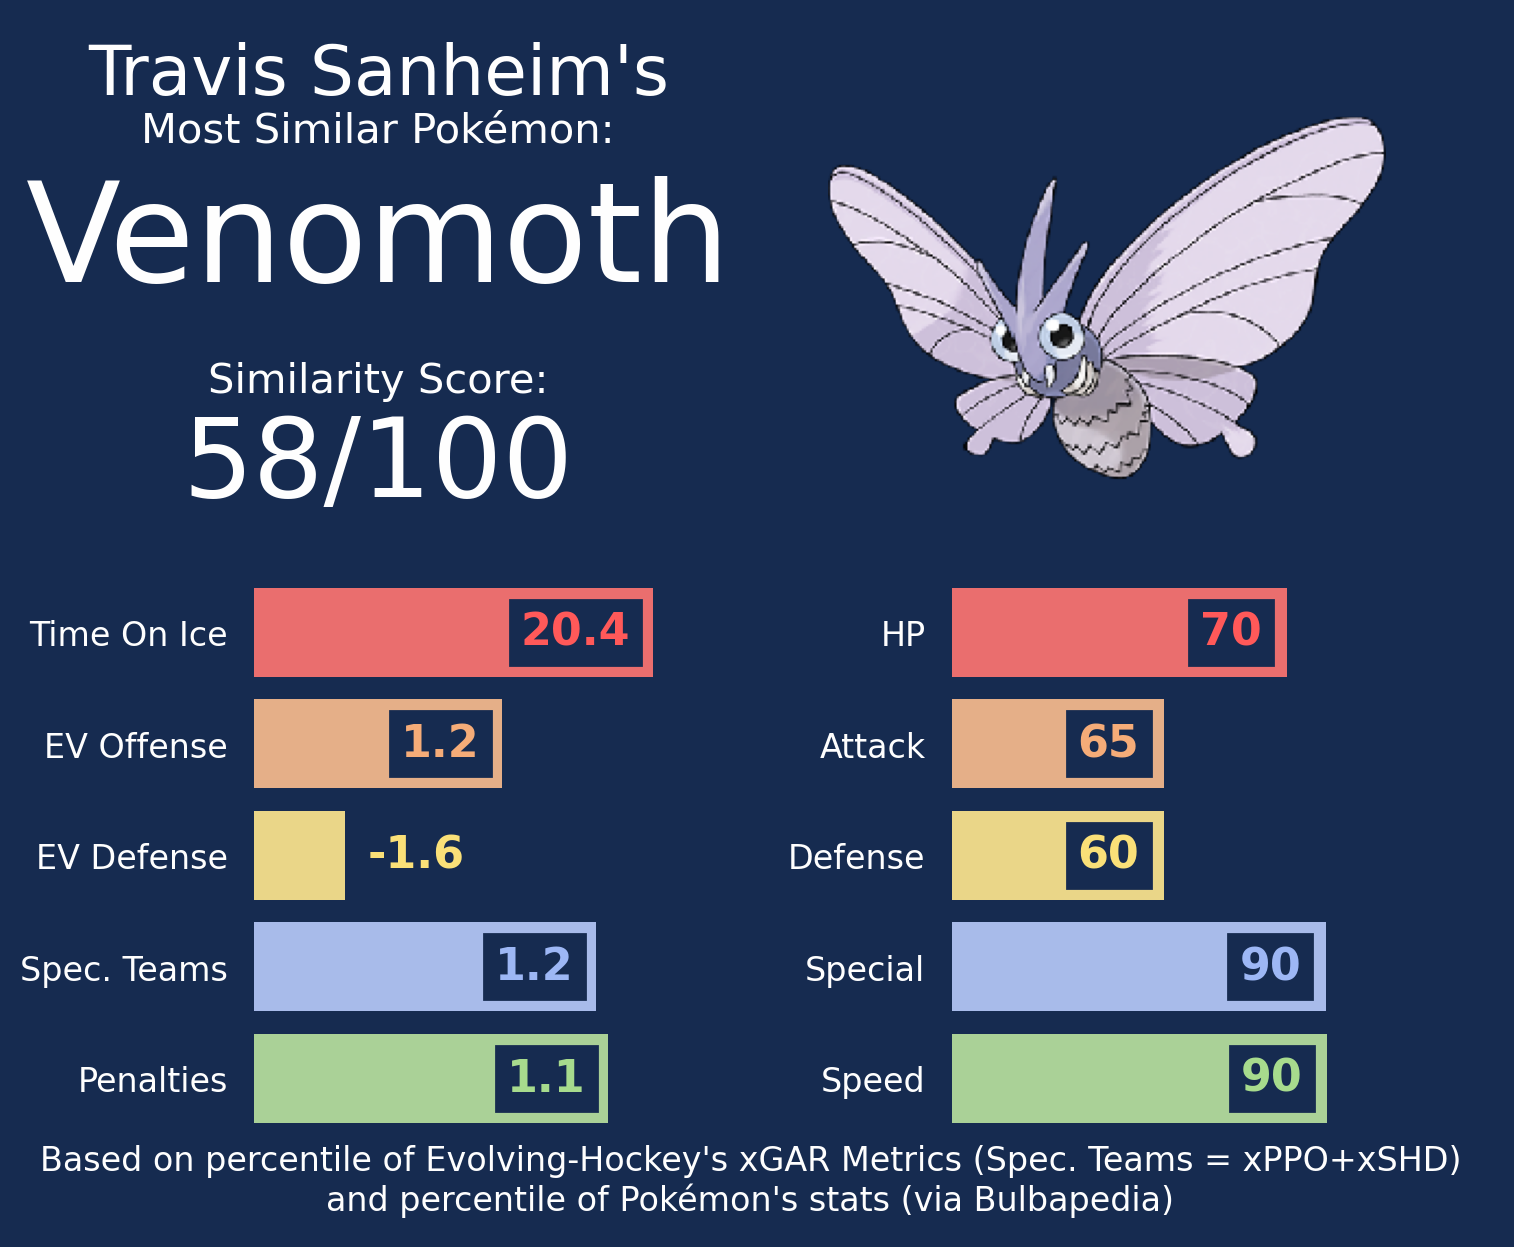 Travis Sanheim's
Most Similar Pokémon:
Venomoth
Similarity Score:
58/100
Time On Ice 20.4
EV Offense 1.2
EV Defense -1.6
Spec. Teams 1.2
Penalties 1.1
HP 70
Attack 65
Defense 60
Special 90
Speed 90
Based on percentile of Evolving-Hockey's xGAR Metrics (Spec. Teams = xPPO+xSHD)
and percentile of Pokémon's stats (via Bulbapedia)